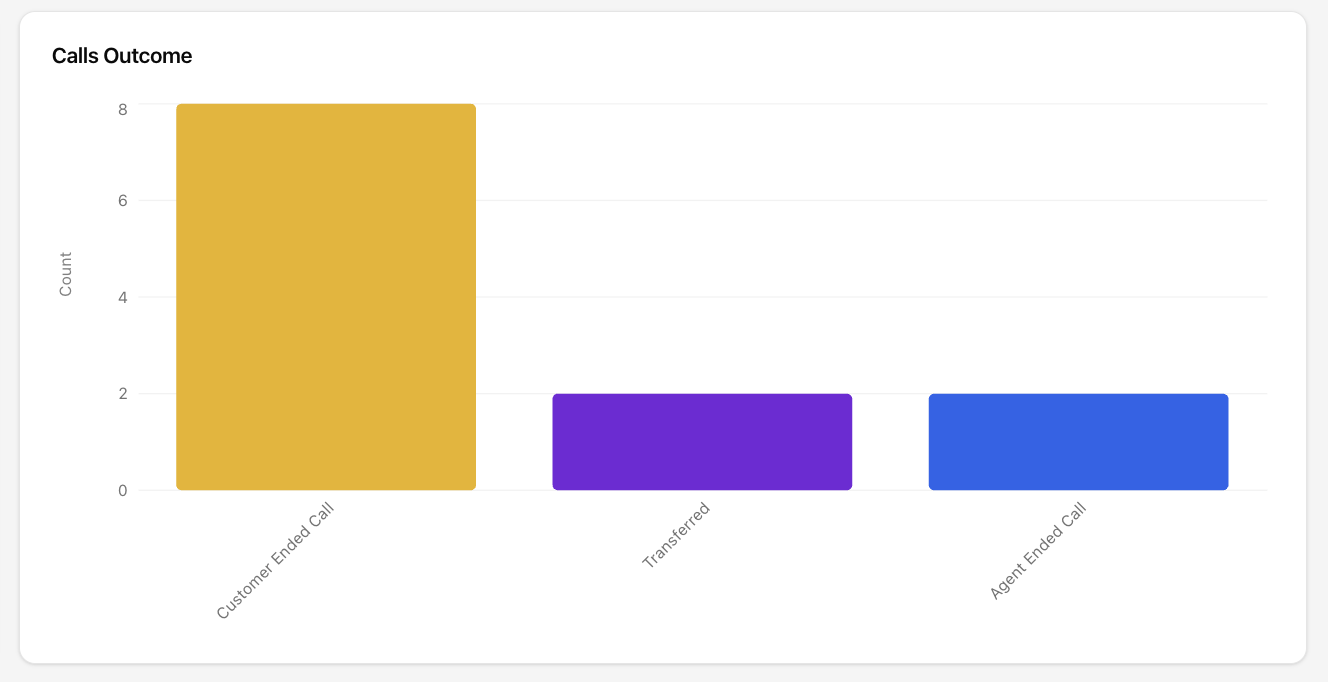 Calls Outcome
8
6
4
2
0
Count
Customer Ended Call
Transferred
Agent Ended Call